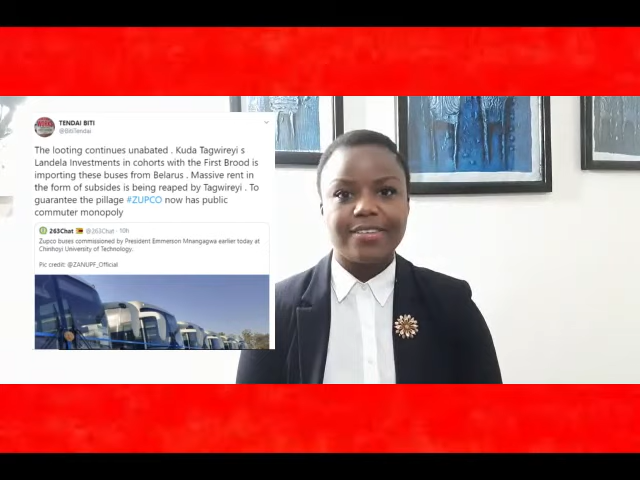 TENDAI BITI
@BitiTendai
The looting continues unabated . Kuda Tagwireyi s
Landela Investments in cohorts with the First Brood is
importing these buses from Belarus . Massive rent in
the form of subsides is being reaped by Tagwireyi . To
guarantee the pillage #ZUPCO now has public
commuter monopoly
263Chat @263Chat · 10h
Zupco buses commissioned by President Emmerson Mnangagwa earlier today at
Chinhoyi University of Technology.
Pic credit: @ZANUPF_Official